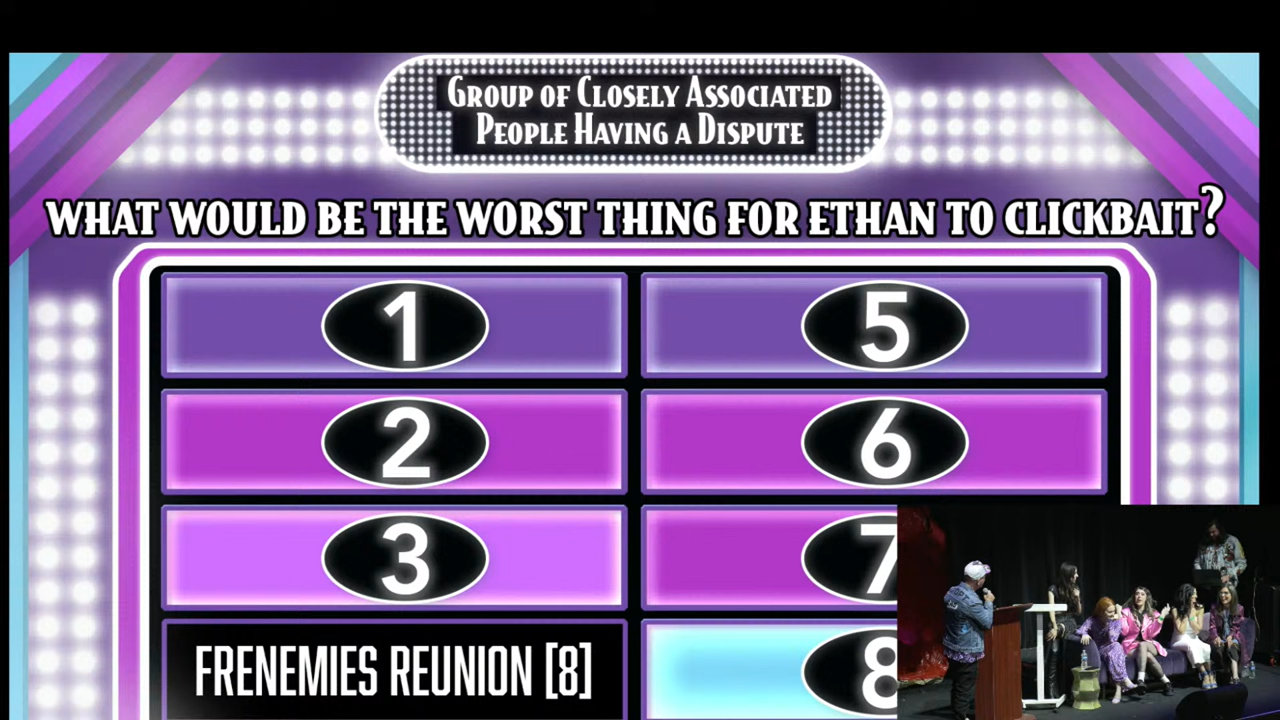 GROUP OF CLOSELY ASSOCIATED
PEOPLE HAVING A DISPUTE
WHAT WOULD BE THE WORST THING FOR ETHAN TO CLICKBAIT?
1
5
2
6
3
7
FRENEMIES REUNION [8]
8